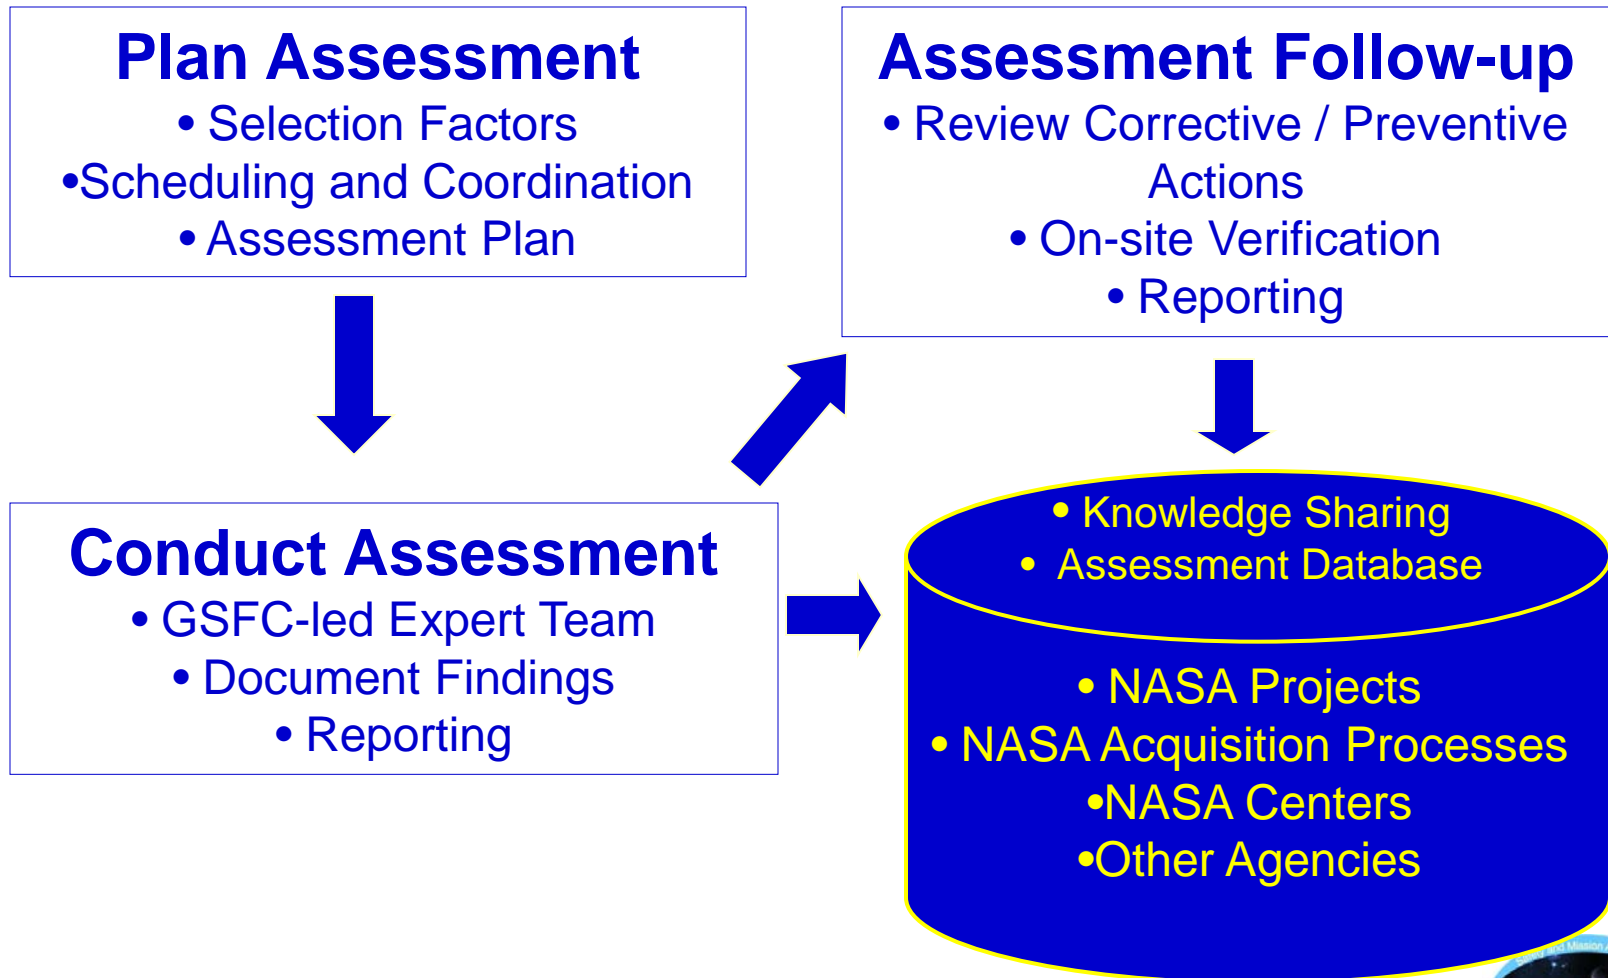 Plan Assessment
• Selection Factors
•Scheduling and Coordination
• Assessment Plan
Assessment Follow-up
• Review Corrective / Preventive
Actions
• On-site Verification
• Reporting
Conduct Assessment
• GSFC-led Expert Team
• Document Findings
• Reporting
• Knowledge Sharing
• Assessment Database
• NASA Projects
• NASA Acquisition Processes
•NASA Centers
•Other Agencies
and Mission